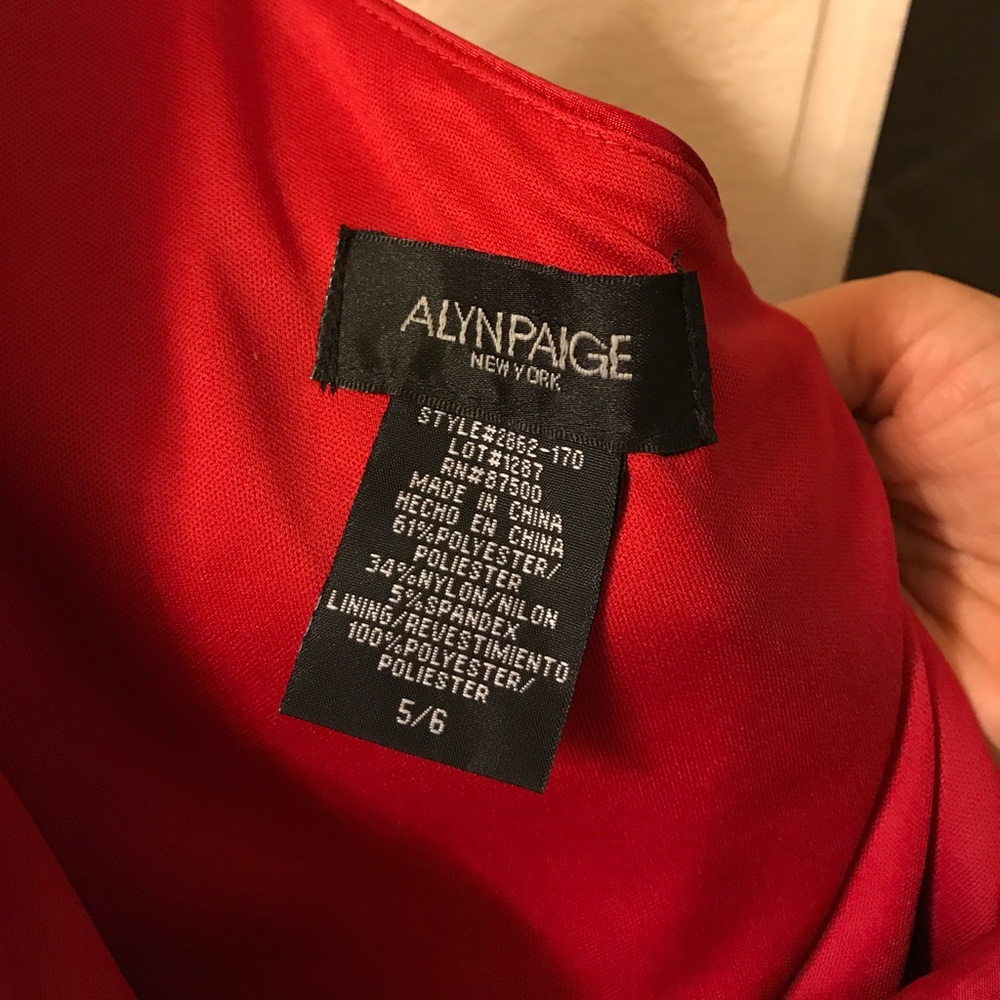 ALYNPAIGE
NEW YORK
STYLE#2662-170
LOT#1287
RN#87500
MADE IN CHINA
HECHO EN CHINA
61%POLYESTER/
POLIESTER
34%NYLON/NILON
5%SPANDEX
LINING/REVESTIMIENTO
100%POLYESTER/
POLIESTER
5/6